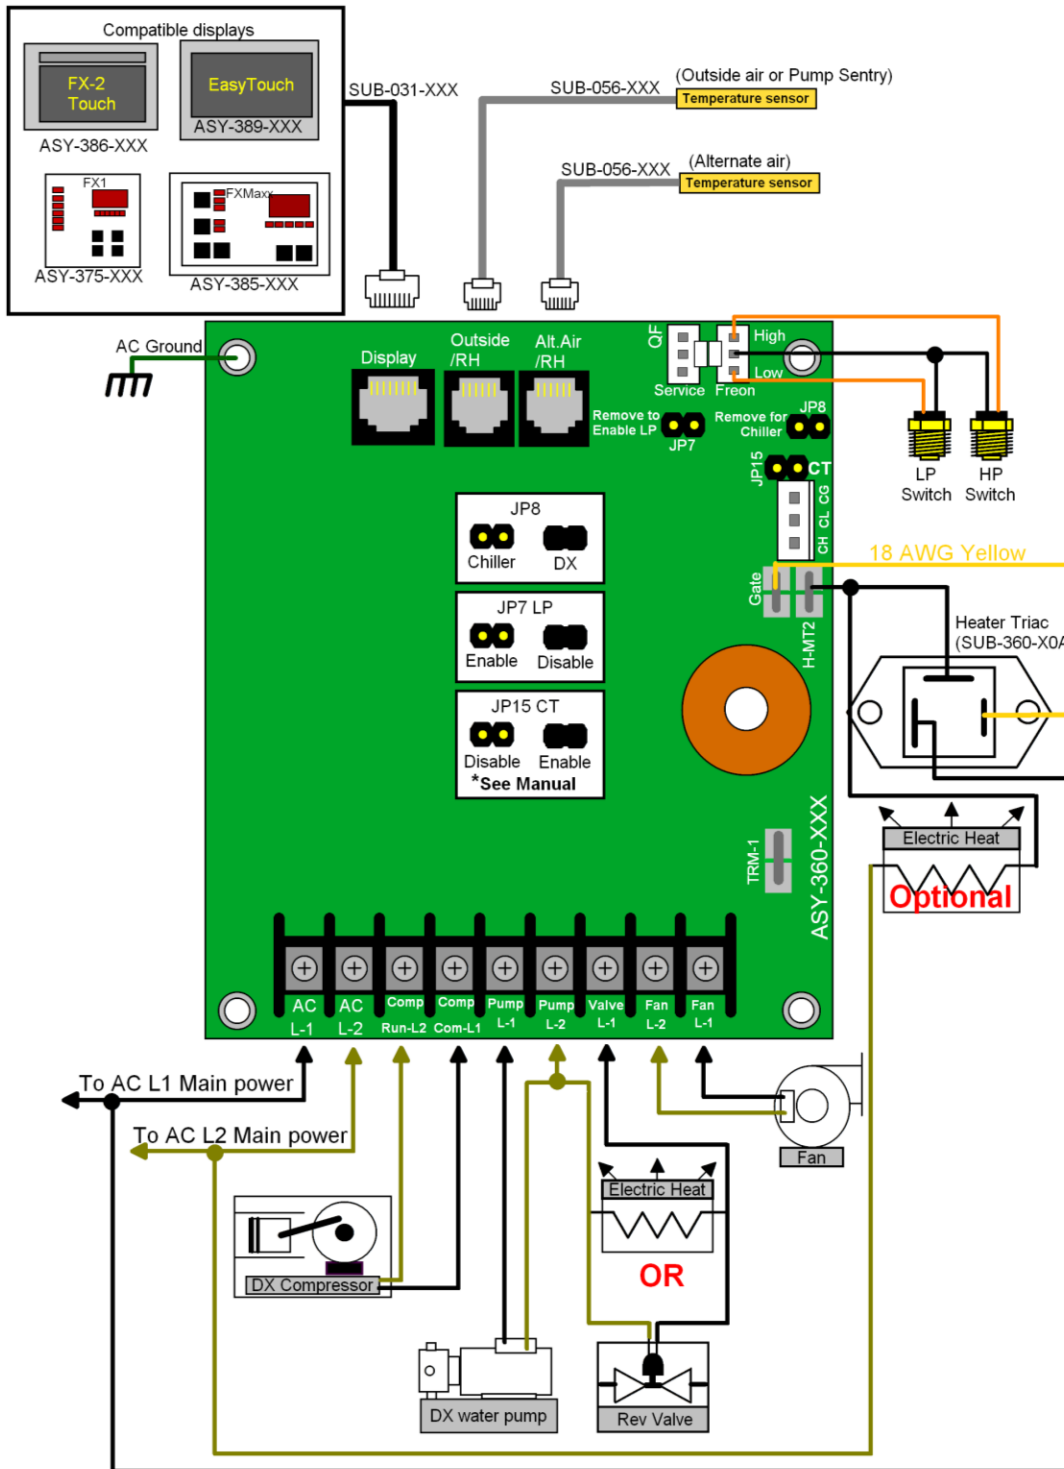 Compatible displays
FX-2
Touch
EasyTouch
ASY-389-XXX
ASY-386-XXX
FX1
FXMaxx
ASY-375-XXX
ASY-385-XXX
SUB-031-XXX
SUB-056-XXX
(Outside air or Pump Sentry)
Temperature sensor
SUB-056-XXX
(Alternate air)
Temperature sensor
AC Ground
Display
Outside
/RH
Alt.Air
/RH
QF
Service
High
Low
Freon
Remove to
Enable LP
JP7
Remove for
Chiller
JP8
JP15
CT
CG
CL
CH
LP
Switch
HP
Switch
JP8
Chiller
DX
JP7 LP
Enable
Disable
JP15 CT
Disable
Enable
*See Manual
18 AWG Yellow
Gate
H-MT2
Heater Triac
(SUB-360-X0A
TRM-1
ASY-360-XXX
Electric Heat
Optional
AC
L-1
AC
L-2
Comp
Run-L2
Comp
Com-L1
Pump
L-1
Pump
L-2
Valve
L-1
Fan
L-2
Fan
L-1
To AC L1 Main power
To AC L2 Main power
Fan
Electric Heat
OR
DX Compressor
DX water pump
Rev Valve